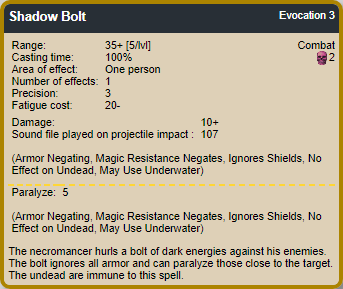 Shadow Bolt Evocation 3
Range: 35+ [5/lvl] Combat
Casting time: 100% 2
Area of effect: One person
Number of effects: 1
Precision: 3
Fatigue cost: 20-
Damage: 10+
Sound file played on projectile impact : 107
(Armor Negating, Magic Resistance Negates, Ignores Shields, No
Effect on Undead, May Use Underwater)
Paralyze: 5
(Armor Negating, Magic Resistance Negates, Ignores Shields, No
Effect on Undead, May Use Underwater)
The necromancer hurls a bolt of dark energies against his enemies.
The bolt ignores all armor and can paralyze those close to the target.
The undead are immune to this spell.